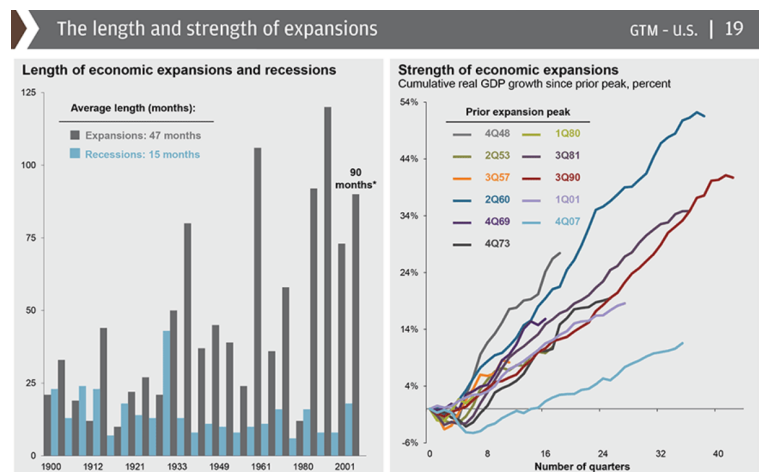 The length and strength of expansions
GTM – U.S. | 19
Length of economic expansions and recessions
125
100
75
50
25
0
Average length (months):
Expansions: 47 months
Recessions: 15 months
90
months*
1900 1912 1921 1933 1949 1961 1980 2001
Strength of economic expansions
Cumulative real GDP growth since prior peak, percent
54%
44%
34%
24%
14%
4%
-6%
Prior expansion peak
4Q48 1Q80
2Q53 3Q81
3Q57 3Q90
2Q60 1Q01
4Q69 4Q07
4Q73
0 8 16 24 32 40
Number of quarters